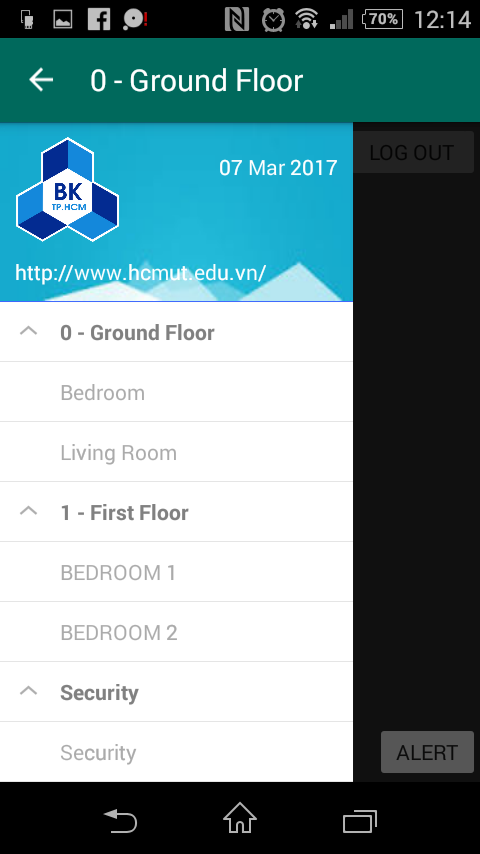 70% 12:14
0 - Ground Floor
LOG OUT
07 Mar 2017
BK
TP.HCM
http://www.hcmut.edu.vn/
0 - Ground Floor
Bedroom
Living Room
1 - First Floor
BEDROOM 1
BEDROOM 2
Security
Security
ALERT